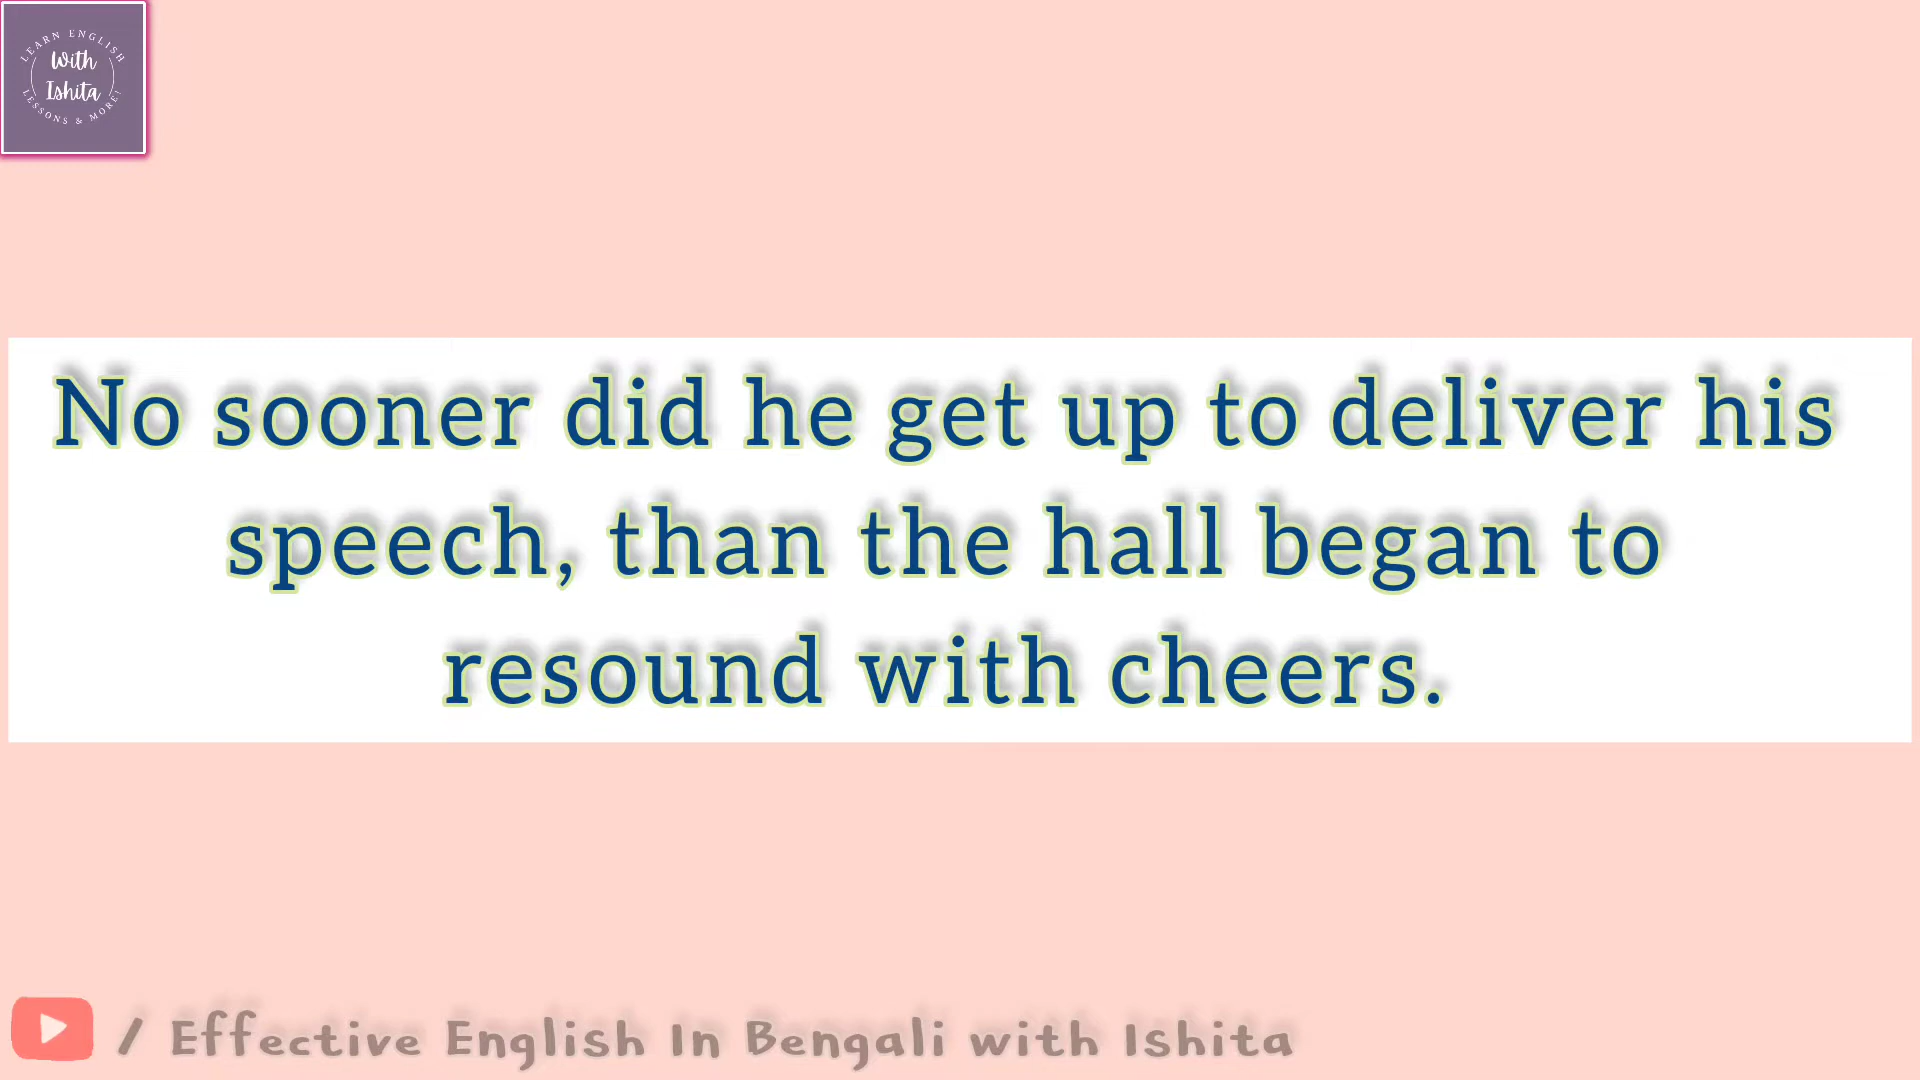 LEARN ENGLISH
With
Ishita
LESSONS & MORE!
No sooner did he get up to deliver his
speech, than the hall began to
resound with cheers.
/ Effective English In Bengali with Ishita